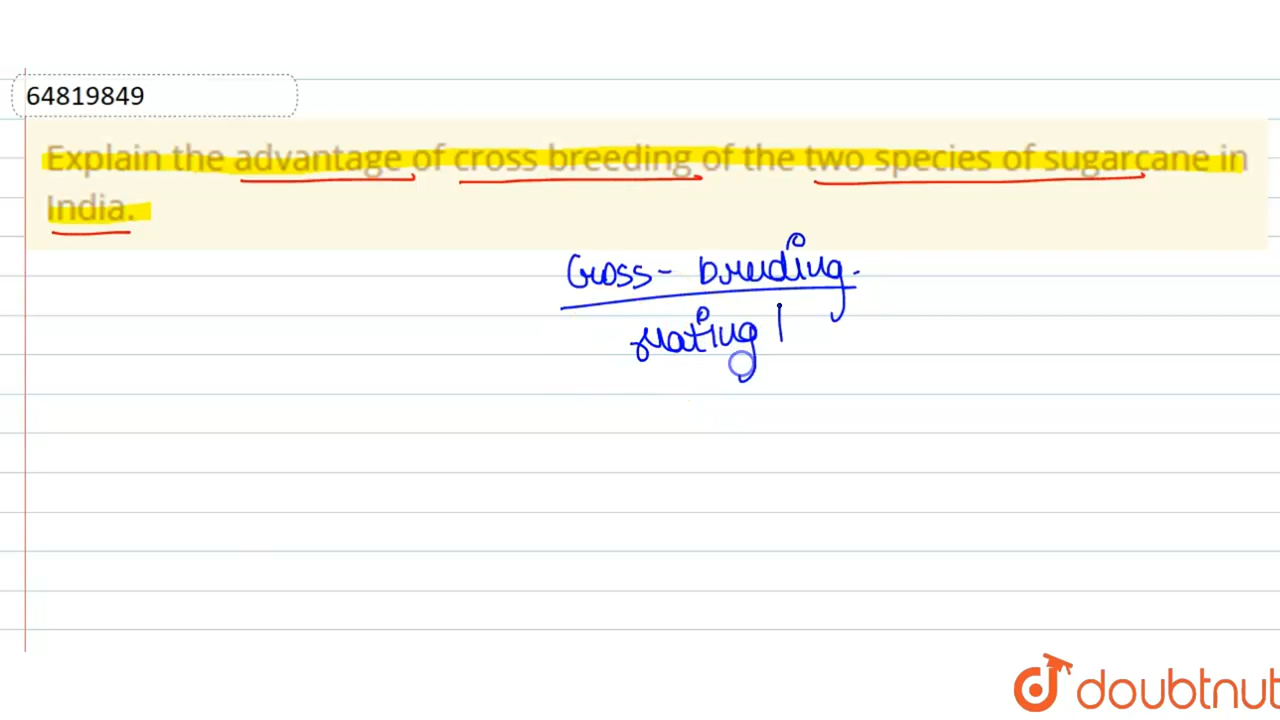 64819849
Explain the advantage of cross breeding of the two species of sugarcane in
India.
Cross- breeding.
mating
doubtnut